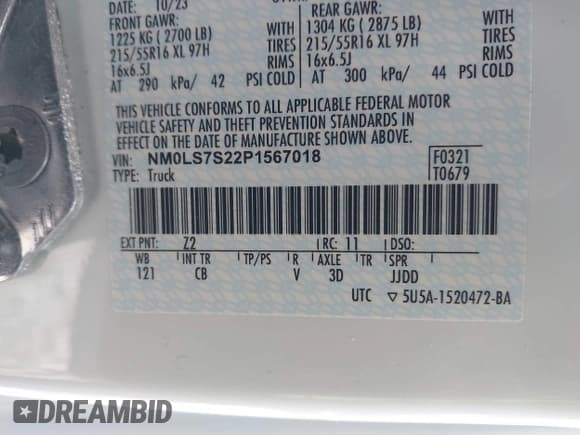 DATE: 10/23
FRONT GAWR:
1225 KG ( 2700 LB)
215/55R16 XL 97H TIRES
16x6.5J RIMS
AT 290 kPa/ 42 PSI COLD
REAR GAWR:
1304 KG ( 2875 LB)
215/55R16 XL 97H TIRES
16x6.5J RIMS
AT 300 kPa/ 44 PSI COLD
THIS VEHICLE CONFORMS TO ALL APPLICABLE FEDERAL MOTOR
VEHICLE SAFETY AND THEFT PREVENTION STANDARDS IN
EFFECT ON THE DATE OF MANUFACTURE SHOWN ABOVE.
VIN: NM0LS7S22P1567018
TYPE: Truck
F0321
T0679
EXT PNT: Z2 RC: 11 DSO:
WB INT TR TP/PS R AXLE TR SPR
121 CB V 3D JJDD
UTC ▽ 5U5A-1520472-BA
DREAMBID